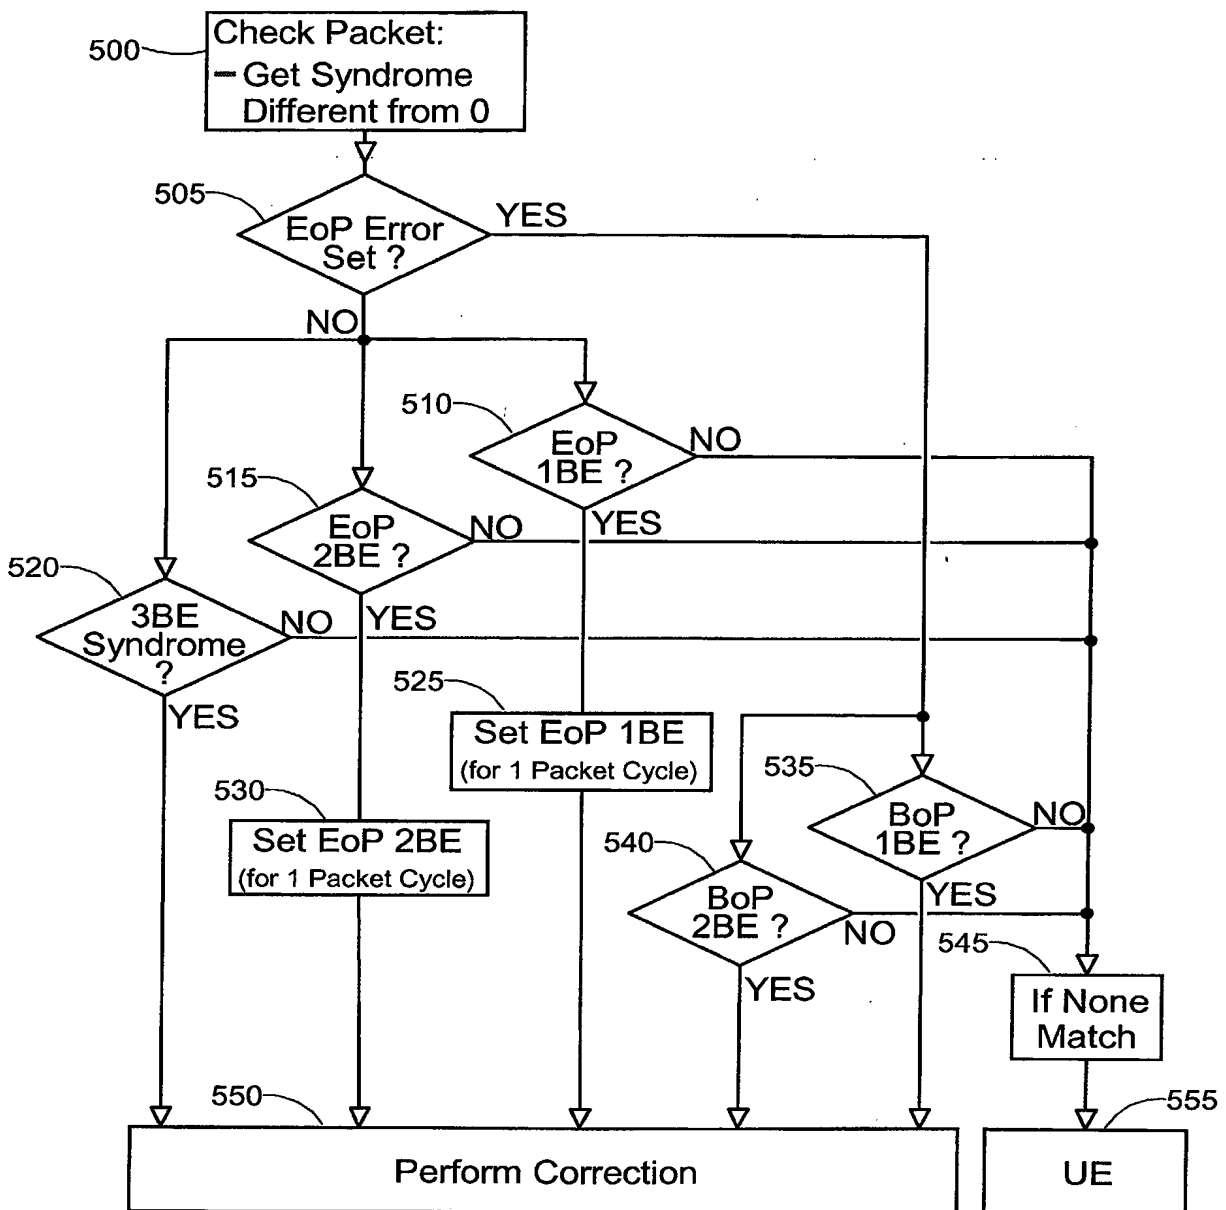 500
Check Packet:
- Get Syndrome
Different from 0
505
EoP Error
Set ?
YES
NO
510
EoP
1BE ?
NO
YES
515
EoP
2BE ?
NO
YES
520
3BE
Syndrome
?
NO
YES
525
Set EoP 1BE
(for 1 Packet Cycle)
530
Set EoP 2BE
(for 1 Packet Cycle)
535
BoP
1BE ?
NO
YES
540
BoP
2BE ?
NO
YES
545
If None
Match
550
Perform Correction
555
UE